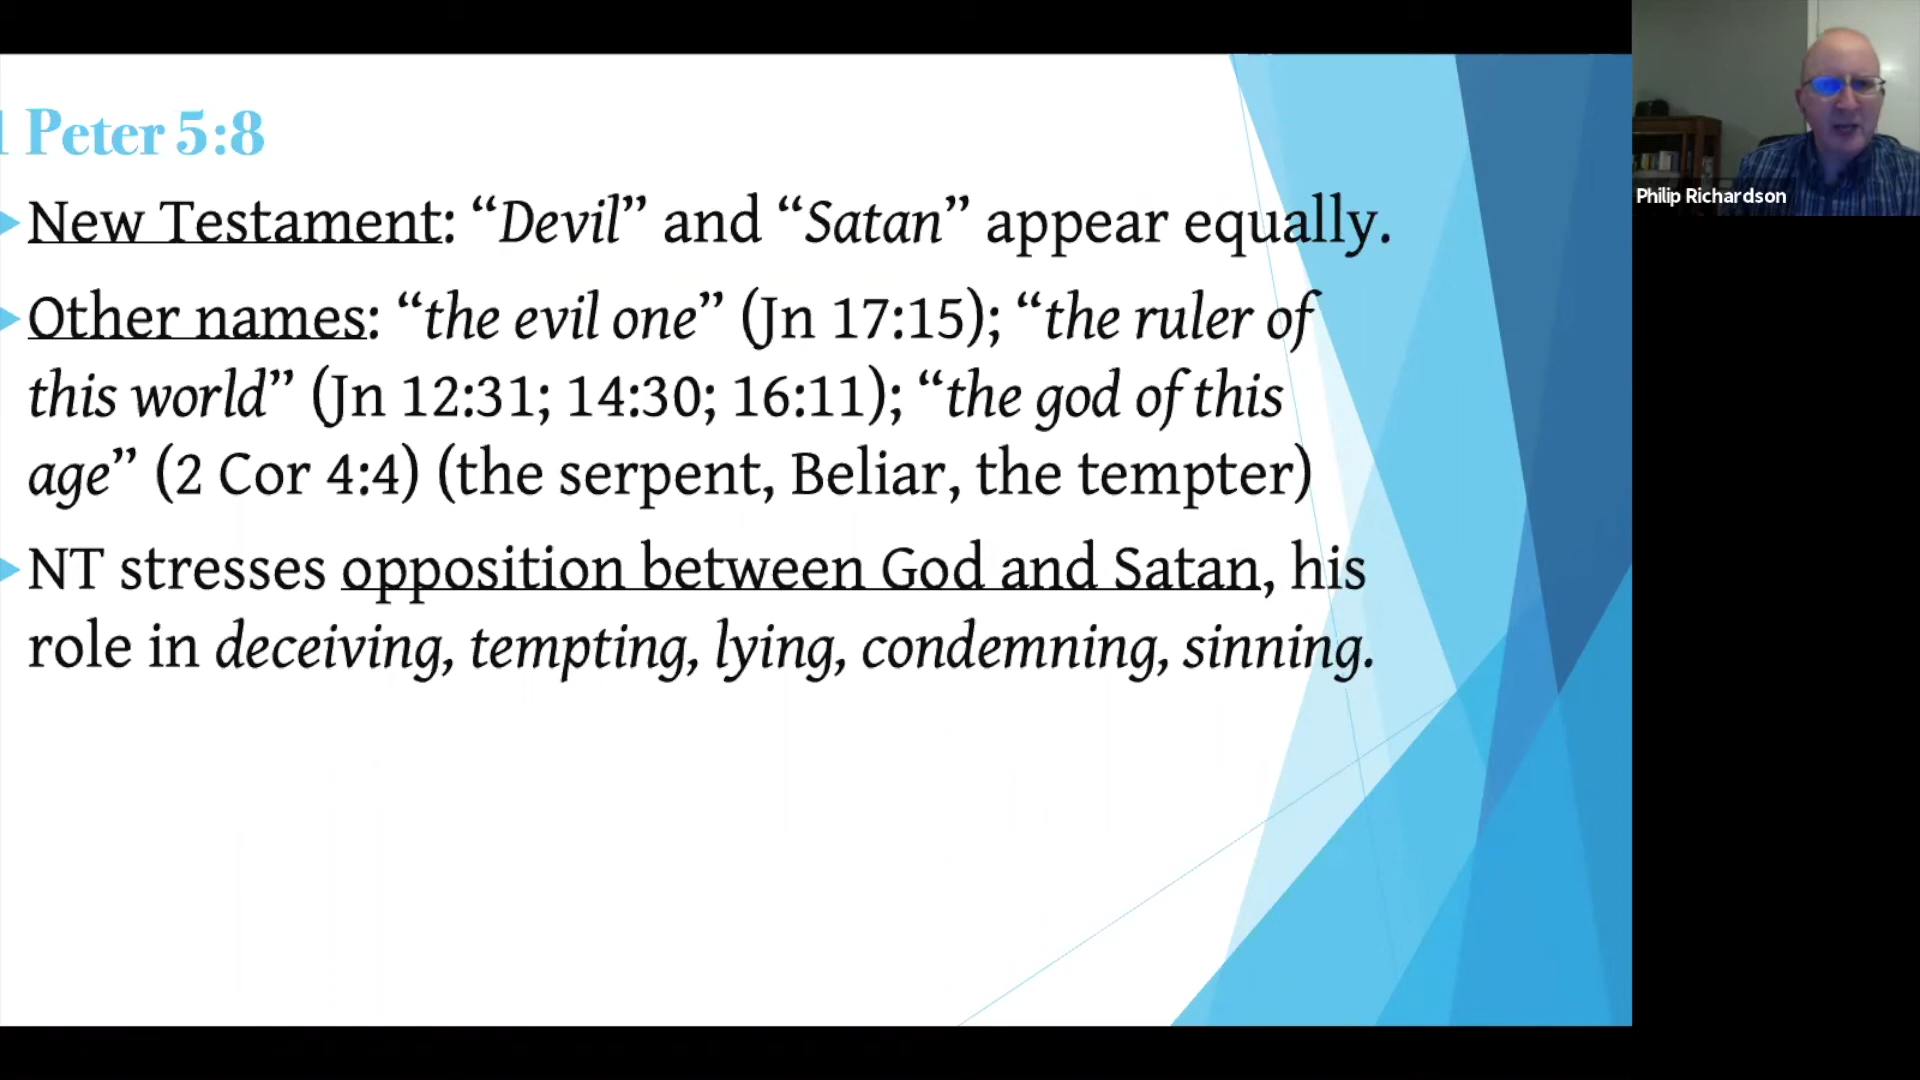 1 Peter 5:8
Philip Richardson
New Testament: “Devil” and “Satan” appear equally.
Other names: “the evil one” (Jn 17:15); “the ruler of
this world” (Jn 12:31; 14:30; 16:11); “the god of this
age” (2 Cor 4:4) (the serpent, Beliar, the tempter)
NT stresses opposition between God and Satan, his
role in deceiving, tempting, lying, condemning, sinning.